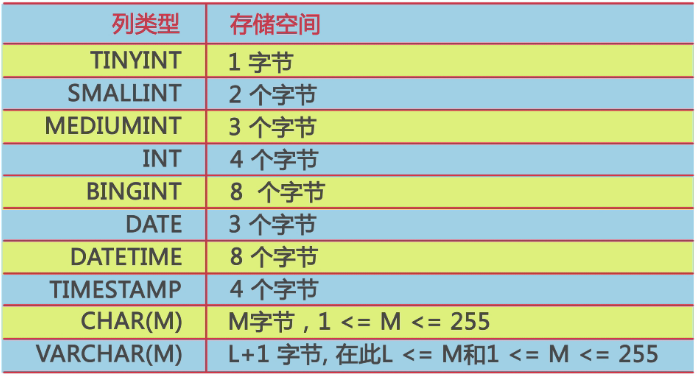 列类型 存储空间
TINYINT 1 字节
SMALLINT 2 个字节
MEDIUMINT 3 个字节
INT 4 个字节
BINGINT 8 个字节
DATE 3 个字节
DATETIME 8 个字节
TIMESTAMP 4 个字节
CHAR(M) M字节 , 1 <= M <= 255
VARCHAR(M) L+1 字节, 在此L <= M和1 <= M <= 255